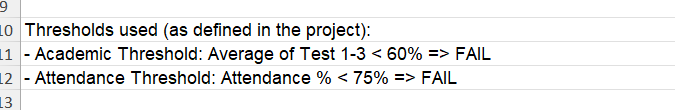 9
10 Thresholds used (as defined in the project):
11 - Academic Threshold: Average of Test 1-3 < 60% => FAIL
12 - Attendance Threshold: Attendance % < 75% => FAIL
13